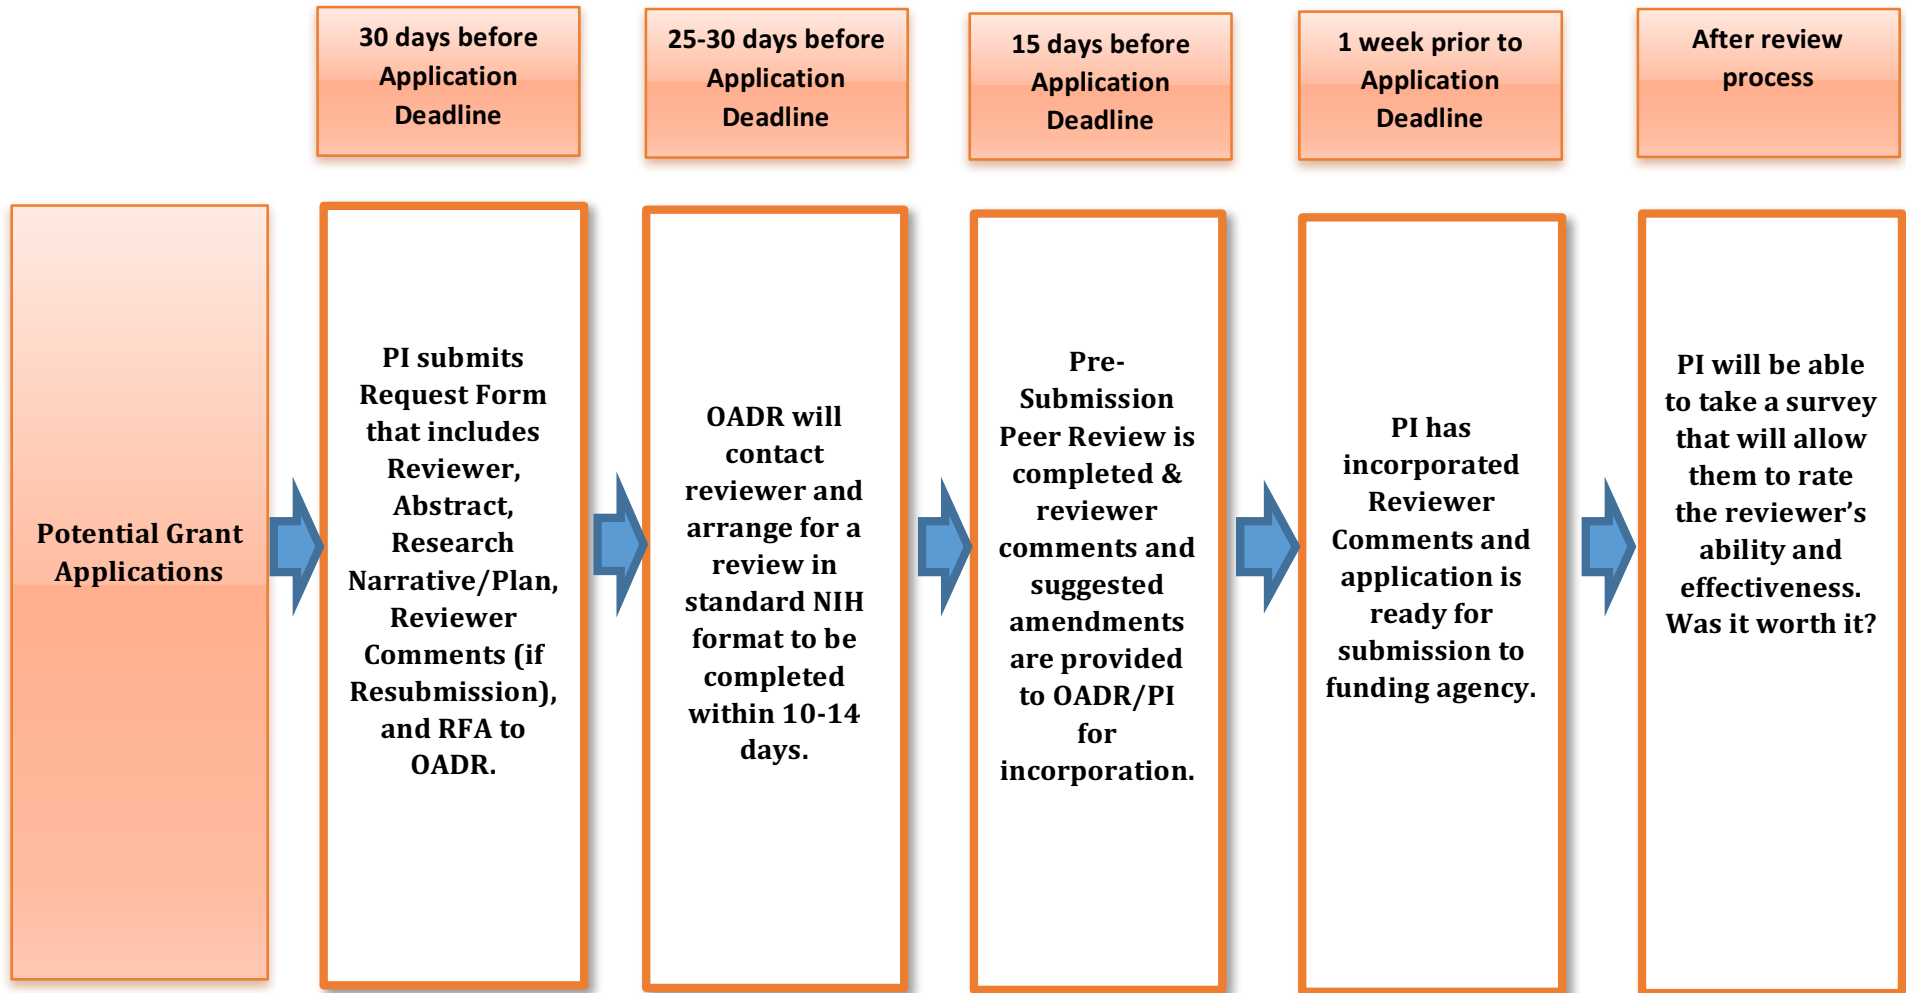 30 days before
Application
Deadline
25-30 days before
Application
Deadline
15 days before
Application
Deadline
1 week prior to
Application
Deadline
After review
process
Potential Grant
Applications
PI submits
Request Form
that includes
Reviewer,
Abstract,
Research
Narrative/Plan,
Reviewer
Comments (if
Resubmission),
and RFA to
OADR.
OADR will
contact
reviewer and
arrange for a
review in
standard NIH
format to be
completed
within 10-14
days.
Pre-
Submission
Peer Review is
completed &
reviewer
comments and
suggested
amendments
are provided
to OADR/PI
for
incorporation.
PI has
incorporated
Reviewer
Comments and
application is
ready for
submission to
funding agency.
PI will be able
to take a survey
that will allow
them to rate
the reviewer’s
ability and
effectiveness.
Was it worth it?